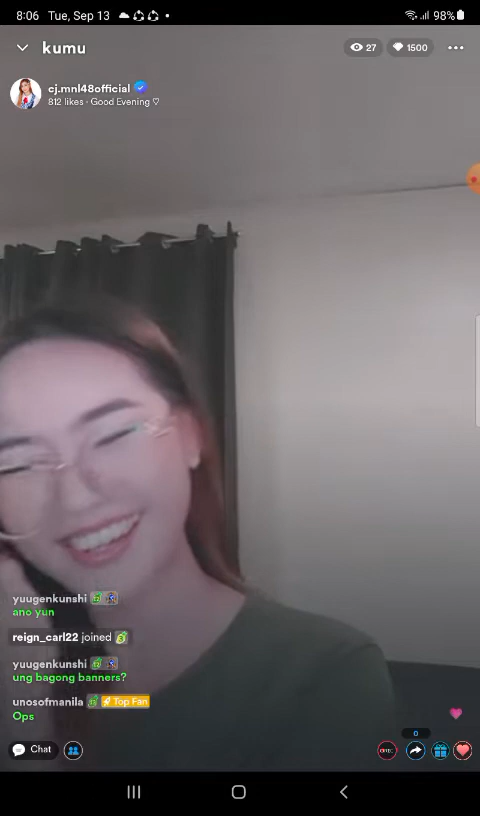 8:06 Tue, Sep 13 98%
kumu 27 1500
cj.mnl48official
812 likes · Good Evening ♡
yuugenkunshi
ano yun
reign_carl22 joined
yuugenkunshi
ung bagong banners?
unosofmanila Top Fan
Ops
0
Chat